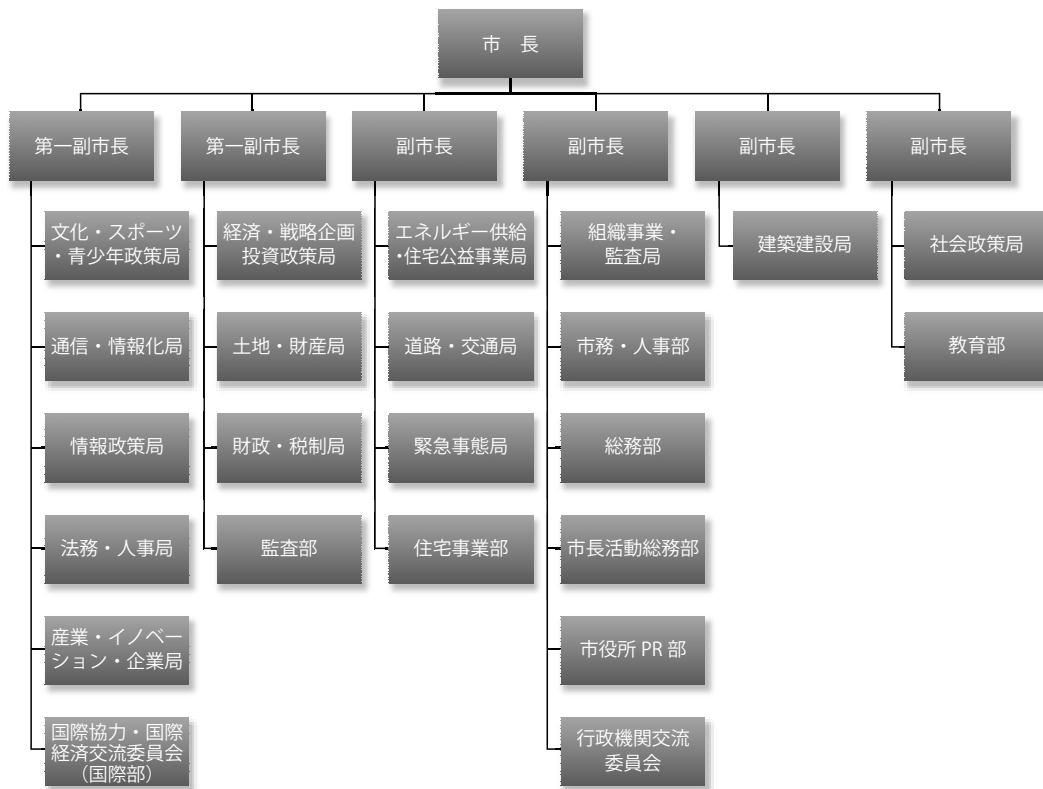 市　長
第一副市長
文化・スポーツ
・青少年政策局
通信・情報化局
情報政策局
法務・人事局
産業・イノベー
ション・企業局
国際協力・国際
経済交流委員会
（国際部）
第一副市長
経済・戦略企画
投資政策局
土地・財産局
財政・税制局
監査部
副市長
エネルギー供給
・住宅公益事業局
道路・交通局
緊急事態局
住宅事業部
副市長
組織事業・
監査局
市務・人事部
総務部
市長活動総務部
市役所 PR 部
行政機関交流
委員会
副市長
建築建設局
副市長
社会政策局
教育部